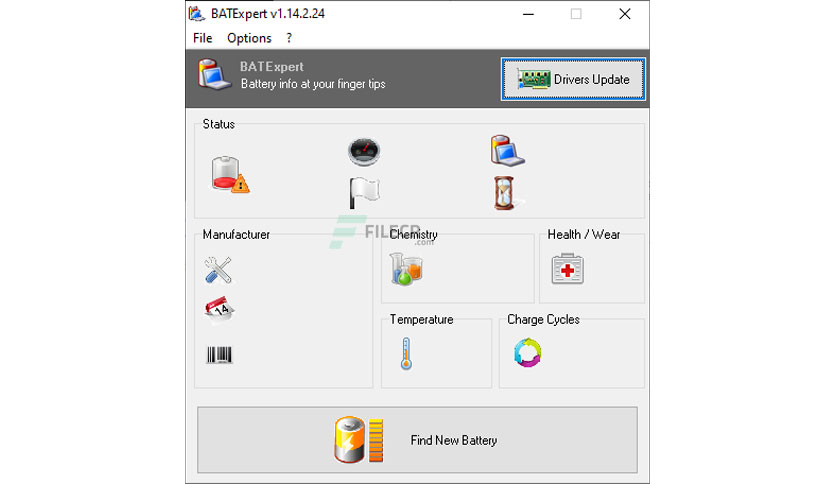 BATExpert v1.14.2.24
File Options ?
BATExpert
Battery info at your finger tips
Drivers Update
Status
Manufacturer
FILECR
.com
Chemistry
Health / Wear
14
Temperature
Charge Cycles
Find New Battery